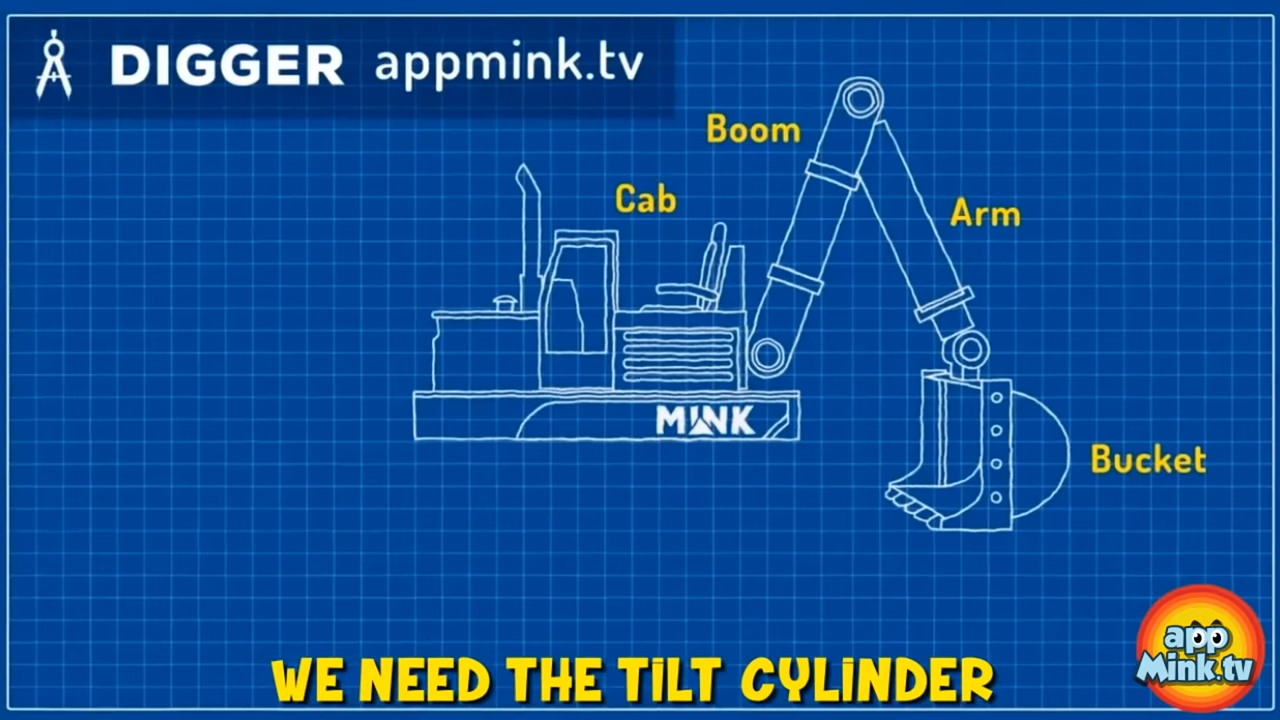 DIGGER appmink.tv
Boom
Cab
Arm
MINK
Bucket
app
Mink.tv
WE NEED THE TILT CYLINDER